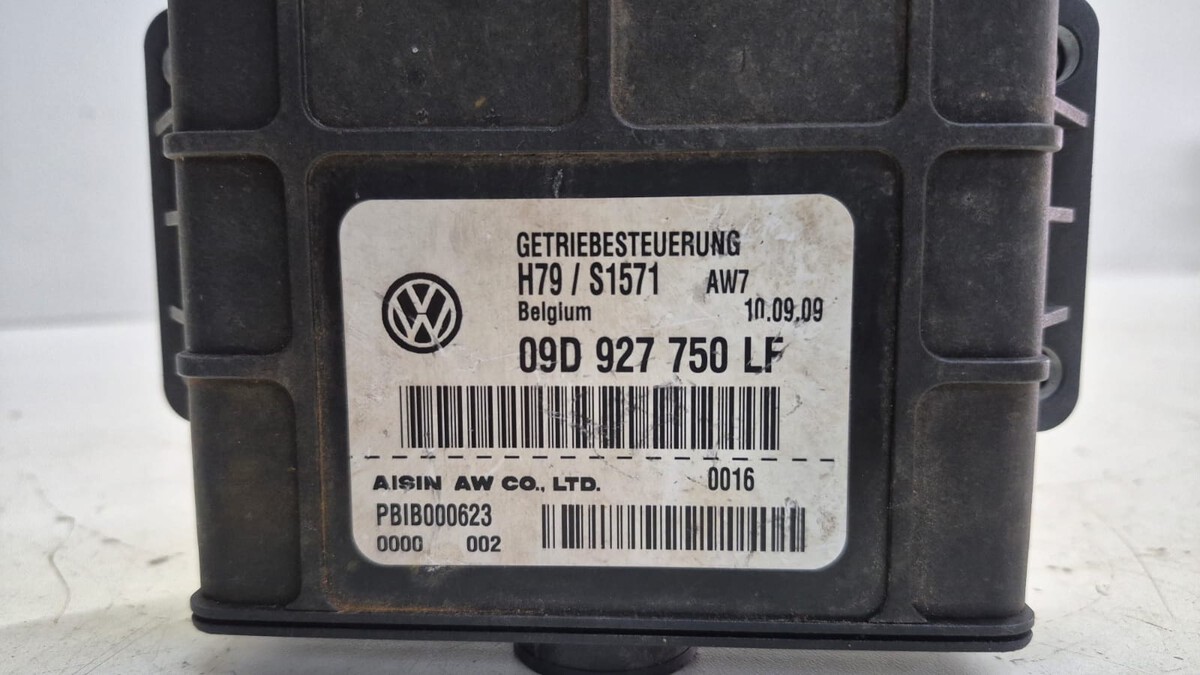 GETRIEBESTEUERUNG
H79 / S1571 AW7
Belgium 10.09.09
09D 927 750 LF
AISIN AW CO., LTD. 0016
PBIB000623
0000 002